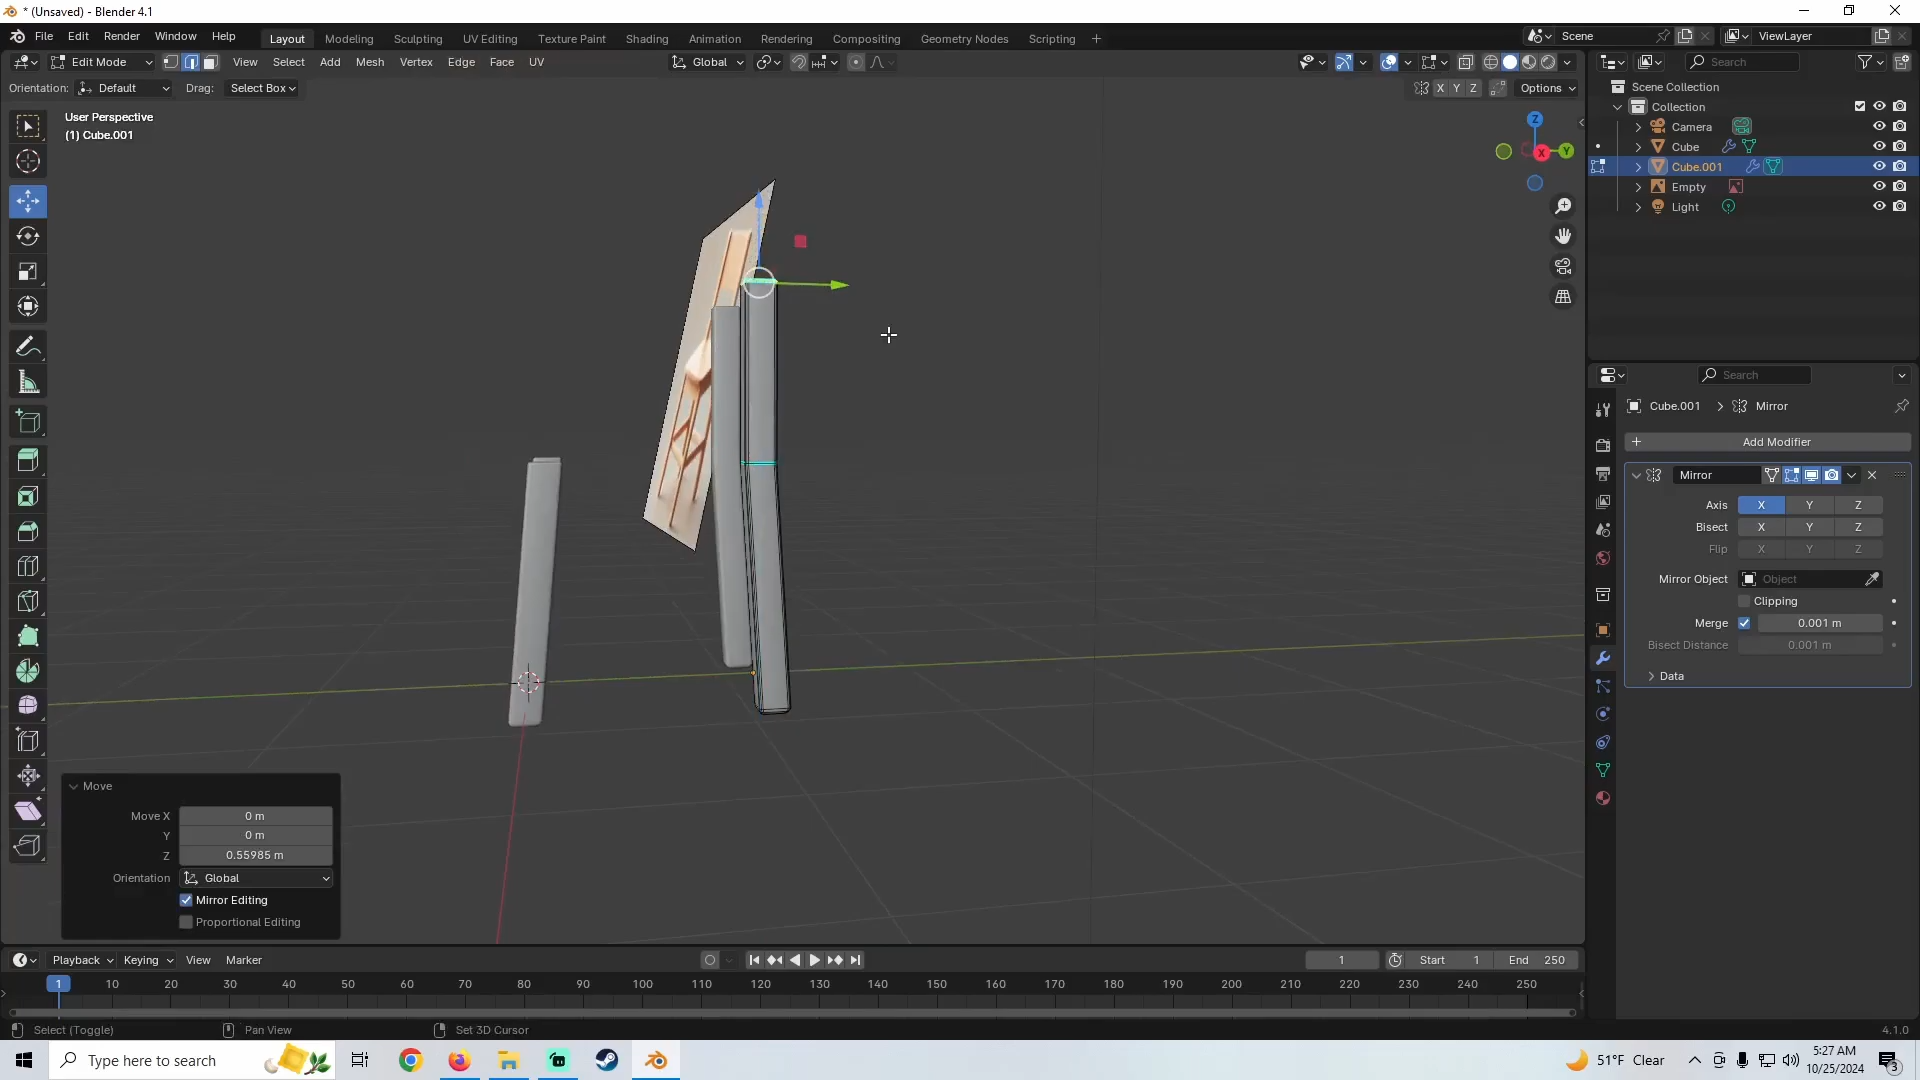 * (Unsaved) - Blender 4.1
File Edit Render Window Help
Layout Modeling Sculpting UV Editing Texture Paint Shading Animation Rendering Compositing Geometry Nodes Scripting +
Scene ViewLayer
Edit Mode View Select Add Mesh Vertex Edge Face UV Global
Search
Orientation: Default Drag: Select Box
X Y Z Options
Scene Collection
Collection
Camera
Cube
Cube.001
Empty
Light
User Perspective
(1) Cube.001
Z
X
Y
Search
Cube.001 > Mirror
+ Add Modifier
Mirror
Axis X Y Z
Bisect X Y Z
Flip X Y Z
Mirror Object Object
Clipping
Merge 0.001 m
Bisect Distance 0.001 m
Data
Move
Move X 0 m
Y 0 m
Z 0.55985 m
Orientation Global
Mirror Editing
Proportional Editing
Playback Keying View Marker
1 Start 1 End 250
1 10 20 30 40 50 60 70 80 90 100 110 120 130 140 150 160 170 180 190 200 210 220 230 240 250
Select (Toggle) Pan View Set 3D Cursor
4.1.0
Type here to search
51°F Clear
5:27 AM
10/25/2024
3